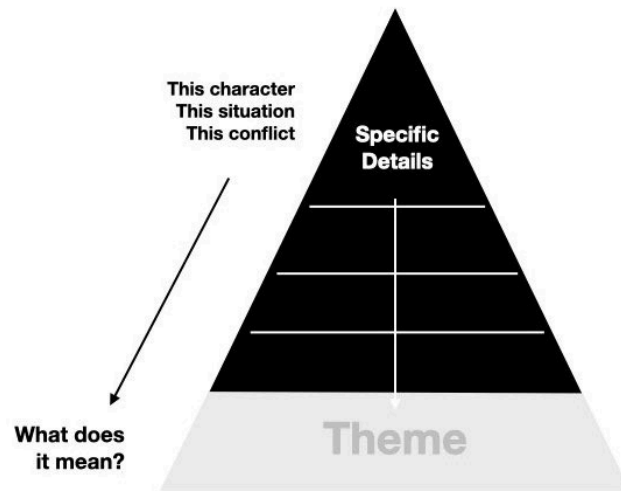 This character
This situation
This conflict
Specific
Details
What does
it mean?
Theme